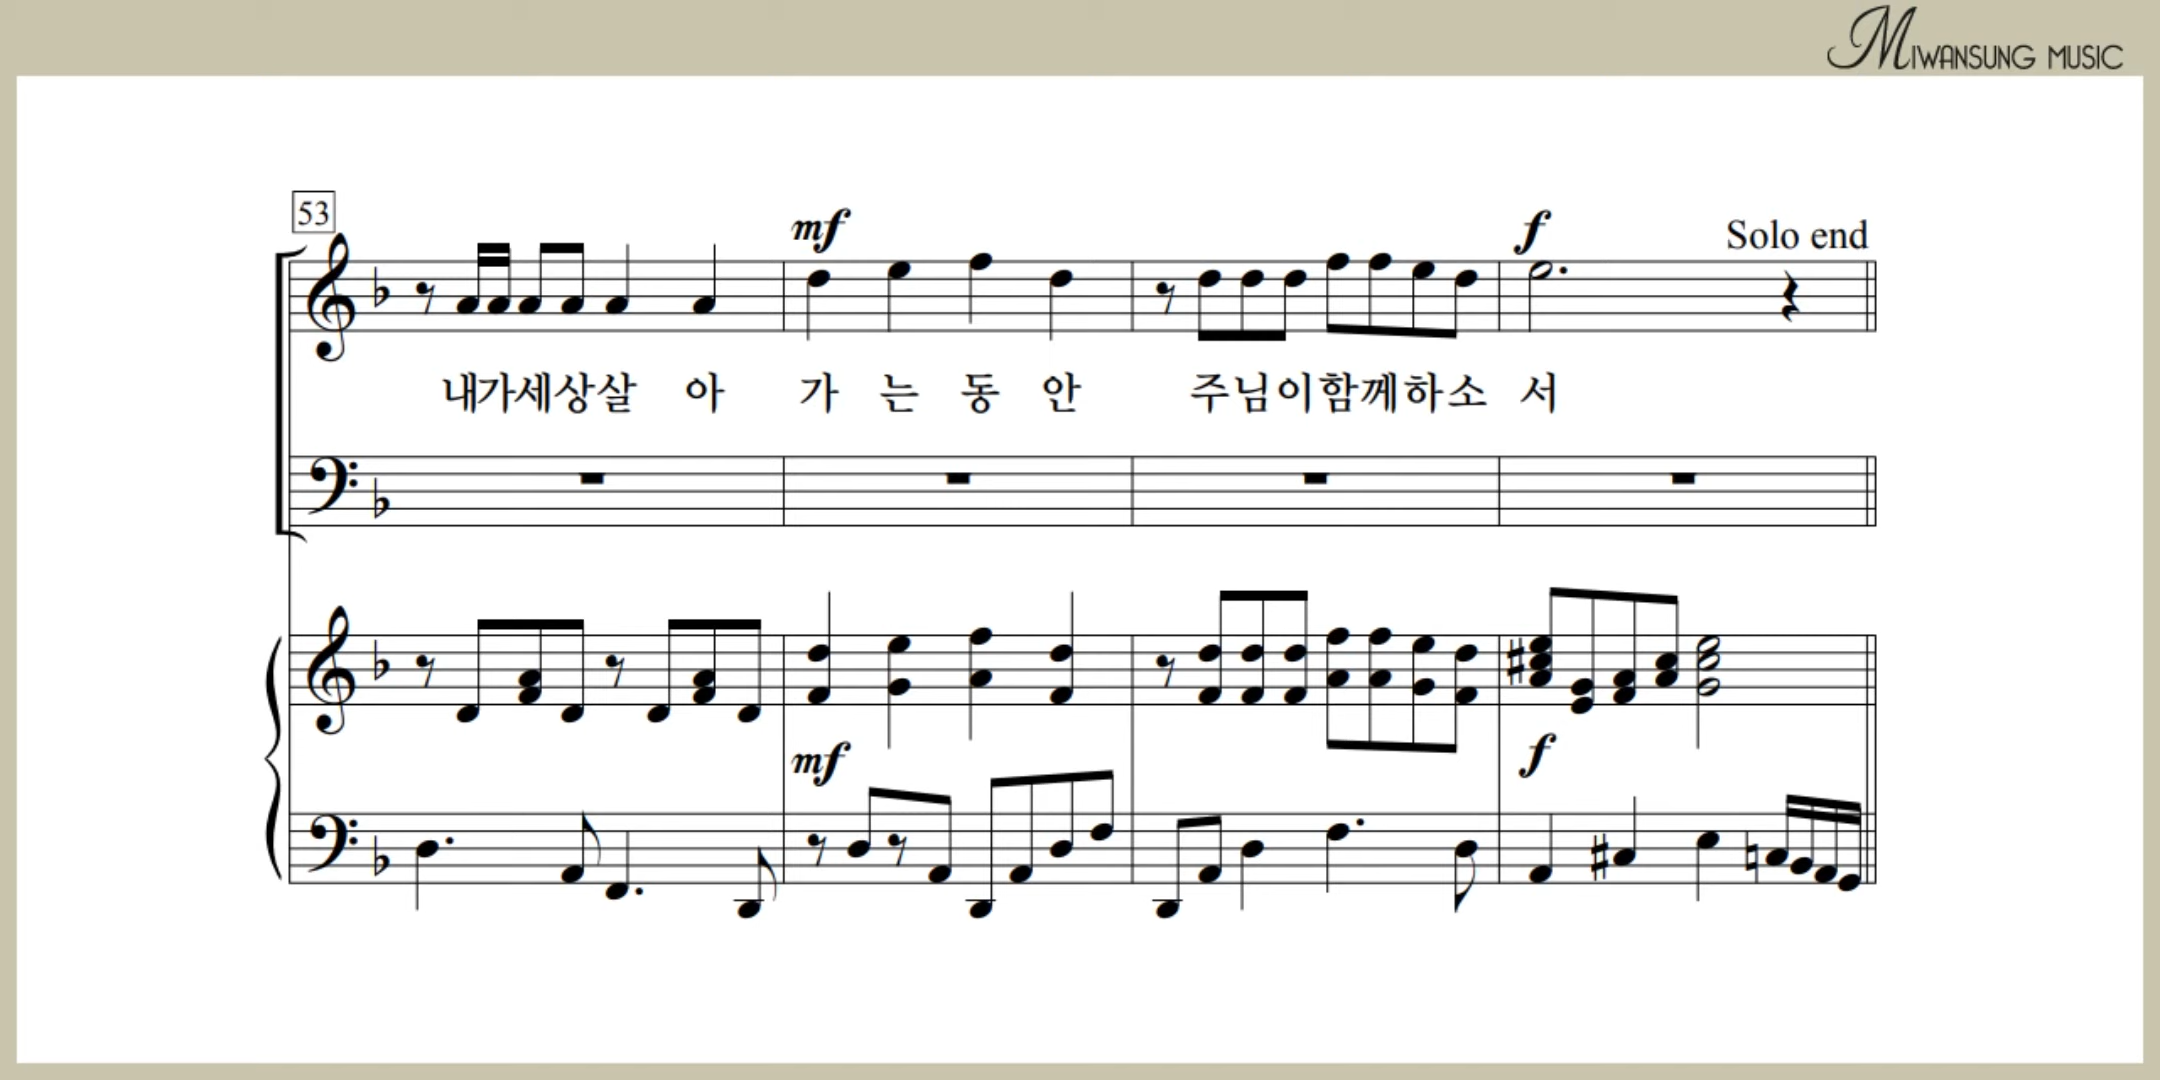 MIWANSUNG MUSIC
53
mf
f
Solo end
내가세상살 아 가 는 동 안 주님이함께하소 서
mf
f